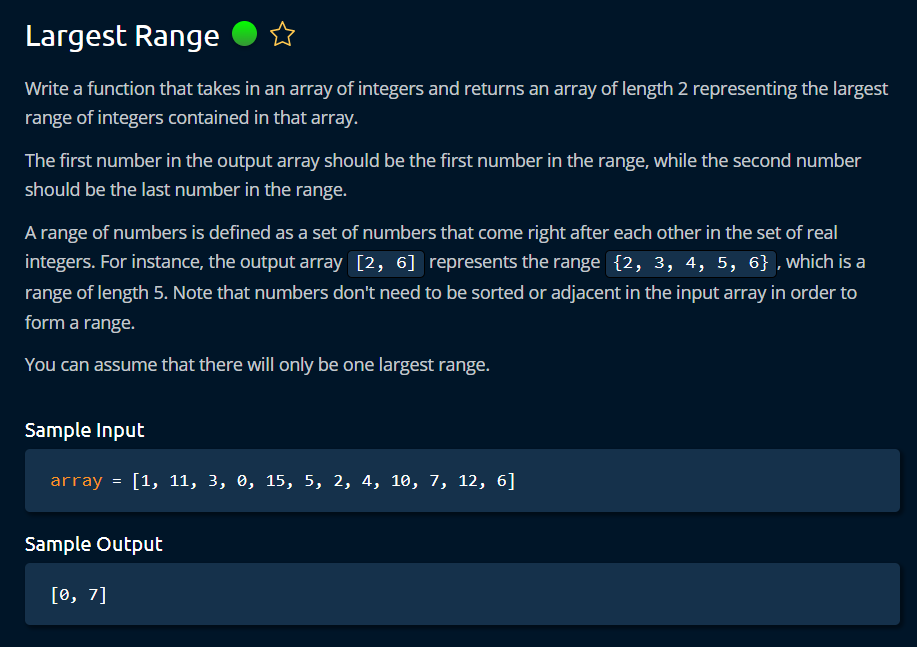 Largest Range
Write a function that takes in an array of integers and returns an array of length 2 representing the largest
range of integers contained in that array.
The first number in the output array should be the first number in the range, while the second number
should be the last number in the range.
A range of numbers is defined as a set of numbers that come right after each other in the set of real
integers. For instance, the output array [2, 6] represents the range {2, 3, 4, 5, 6}, which is a
range of length 5. Note that numbers don't need to be sorted or adjacent in the input array in order to
form a range.
You can assume that there will only be one largest range.
Sample Input
array = [1, 11, 3, 0, 15, 5, 2, 4, 10, 7, 12, 6]
Sample Output
[0, 7]